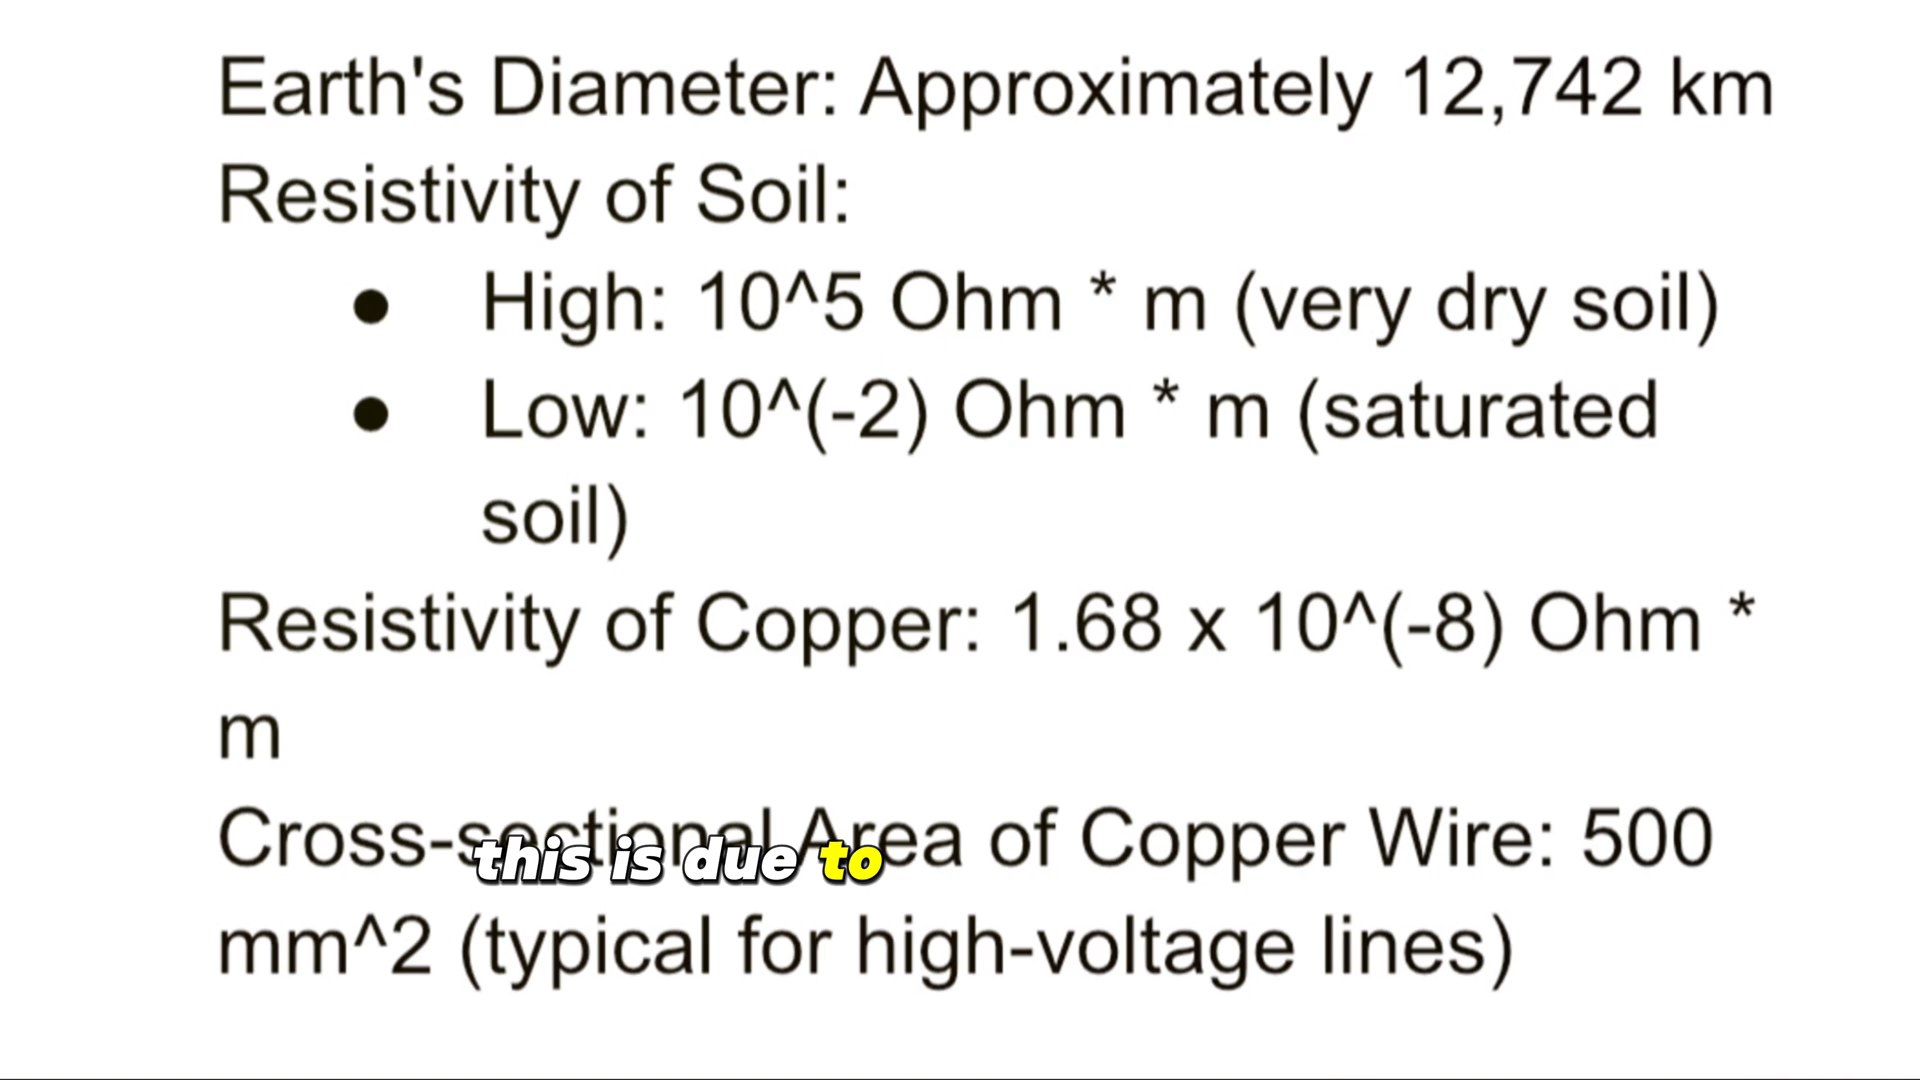 Earth's Diameter: Approximately 12,742 km
Resistivity of Soil:
● High: 10^5 Ohm * m (very dry soil)
● Low: 10^(-2) Ohm * m (saturated
soil)
Resistivity of Copper: 1.68 x 10^(-8) Ohm *
m
Cross-sectional Area of Copper Wire: 500
this is due to
mm^2 (typical for high-voltage lines)